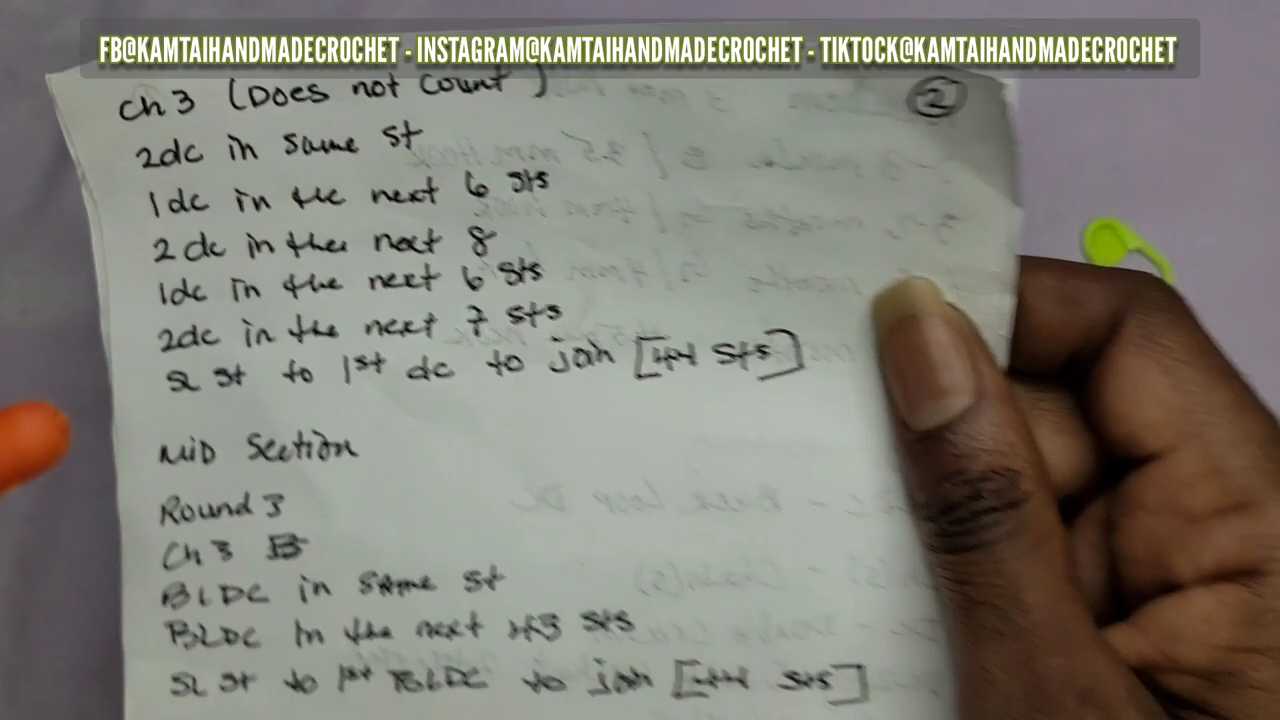 FB@KAMTAIHANDMADECROCHET - INSTAGRAM@KAMTAIHANDMADECROCHET - TIKTOCK@KAMTAIHANDMADECROCHET
Ch 3 (Does not count)
2
2dc in same st
1dc in the next 6 sts
2dc in the next 8
1dc in the next 6 sts
2dc in the next 7 sts
SL st to 1st dc to join [44 sts]
MID Section
Round 3
Ch 3
BLDC in same st
BLDC in the next 43 sts
SL st to 1st BLDC to join [44 sts]